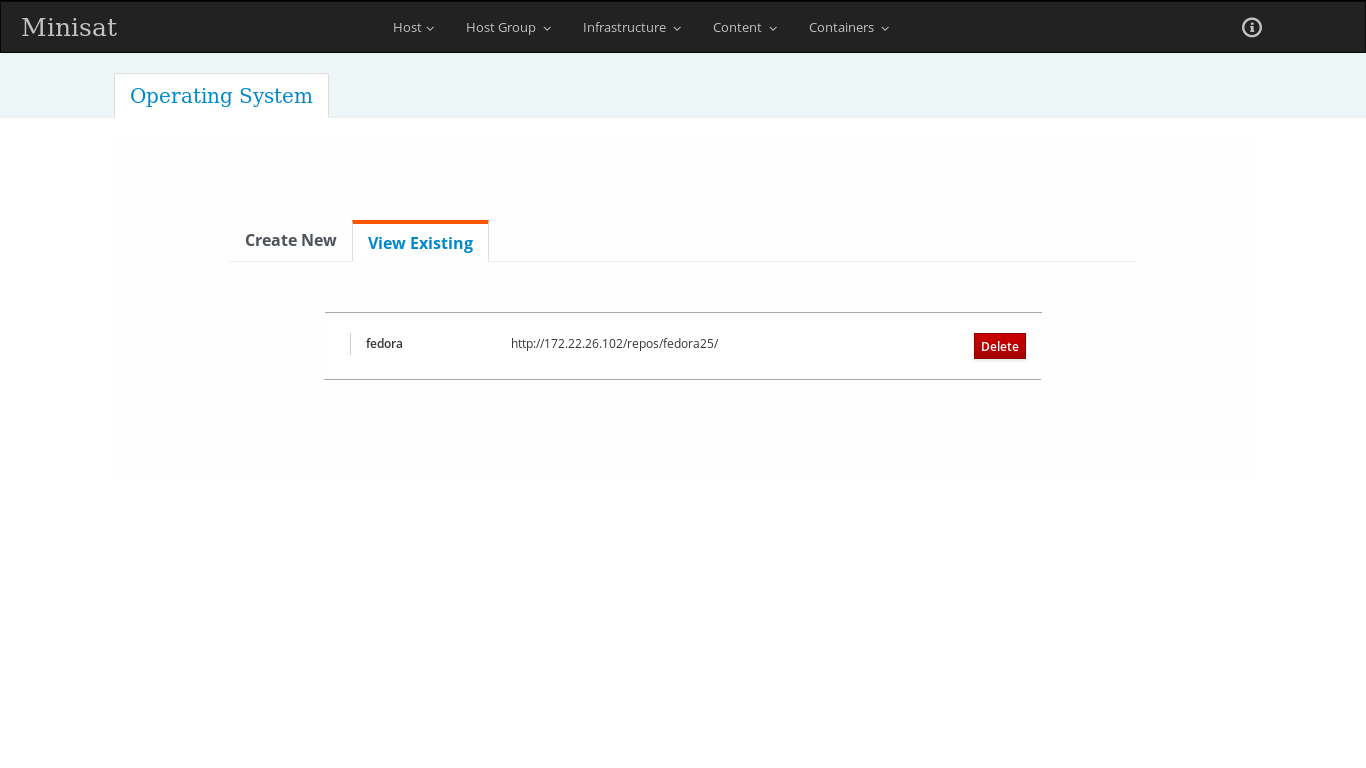 Minisat
Host Host Group Infrastructure Content Containers
Operating System
Create New View Existing
fedora http://172.22.26.102/repos/fedora25/ Delete